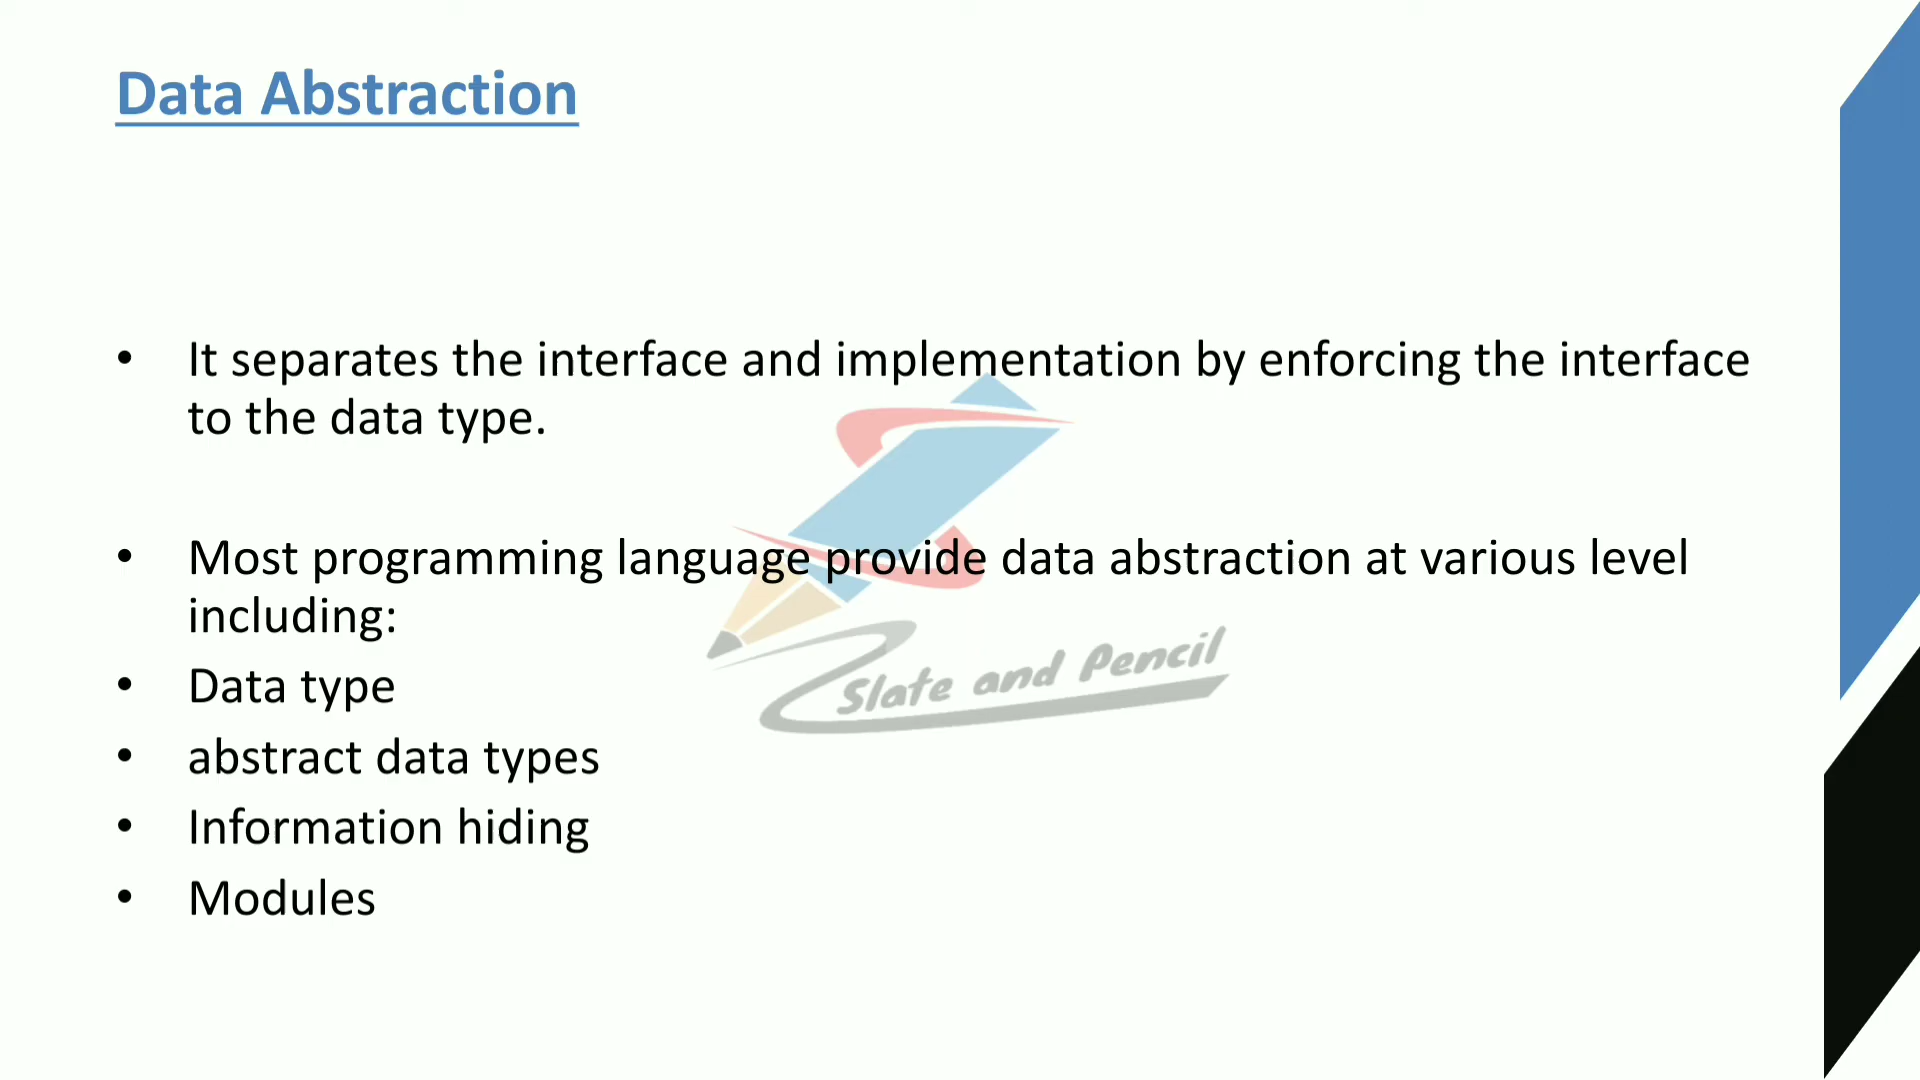 Data Abstraction
• It separates the interface and implementation by enforcing the interface
to the data type.
• Most programming language provide data abstraction at various level
including:
• Data type
• abstract data types
• Information hiding
• Modules
Slate and Pencil